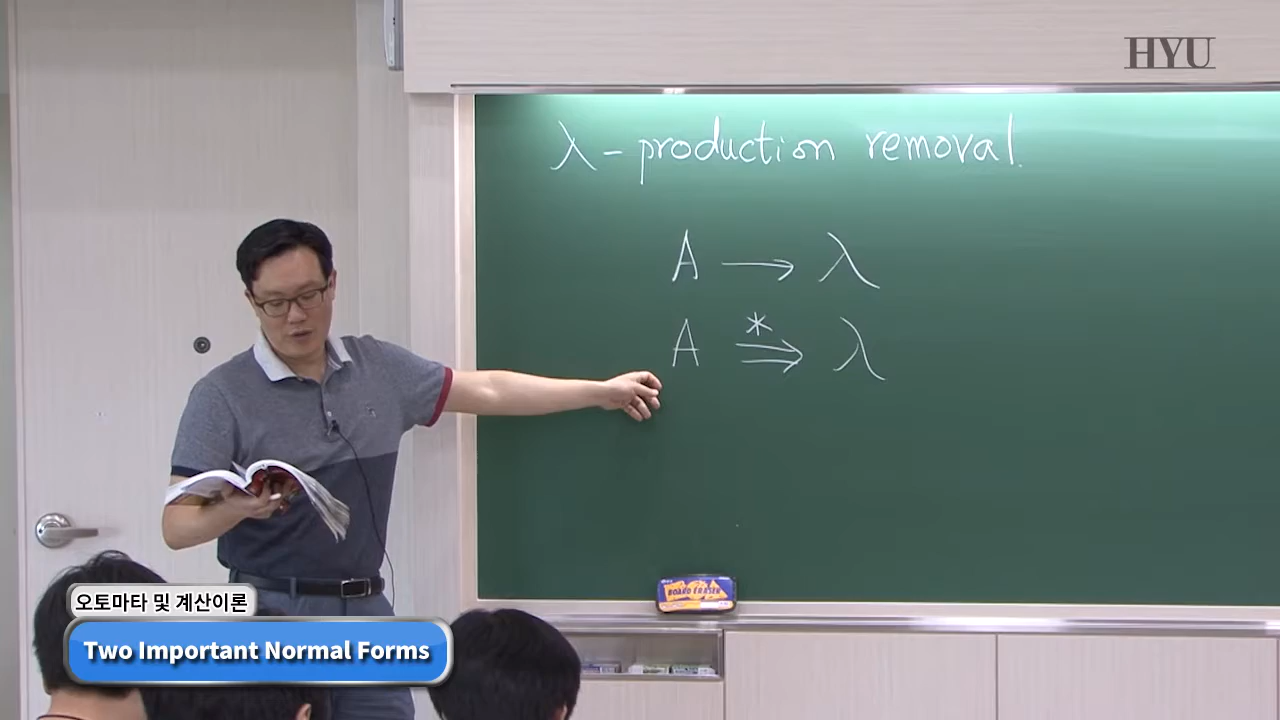 HYU
λ-production removal.
A → λ
A *⇒ λ
BOARD ERASER
오토마타 및 계산이론
Two Important Normal Forms